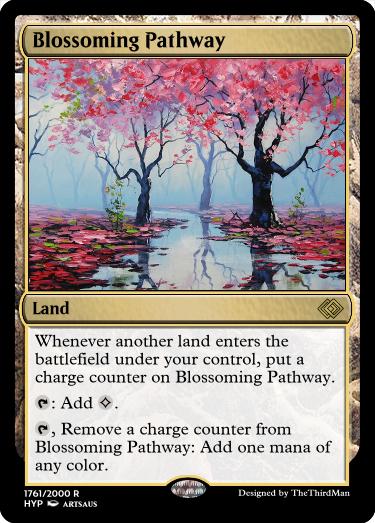 Blossoming Pathway
Land
Whenever another land enters the
battlefield under your control, put a
charge counter on Blossoming Pathway.
: Add .
, Remove a charge counter from
Blossoming Pathway: Add one mana of
any color.
1761/2000 R
HYP ARTSAUS
Designed by TheThirdMan